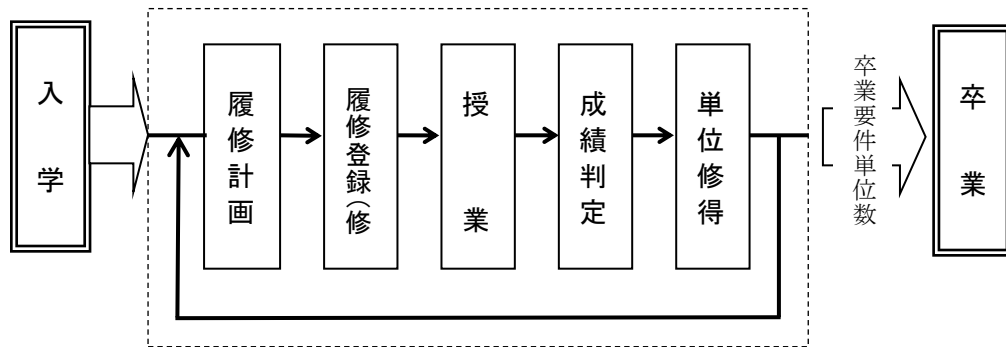 入学
履修計画
履修登録(修
授業
成績判定
単位修得
卒業要件単位数
卒業